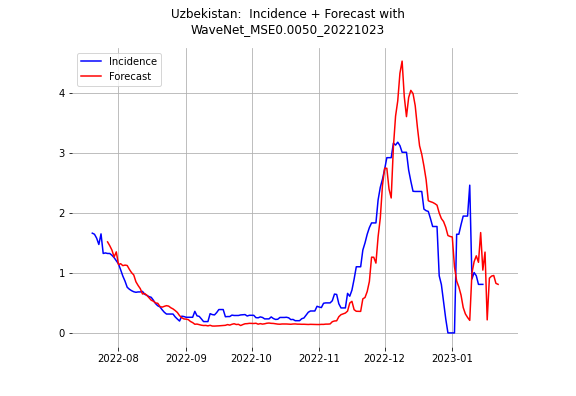 Uzbekistan:  Incidence + Forecast with
WaveNet_MSE0.0050_20221023
Incidence
Forecast
4
3
2
1
0
2022-08 2022-09 2022-10 2022-11 2022-12 2023-01